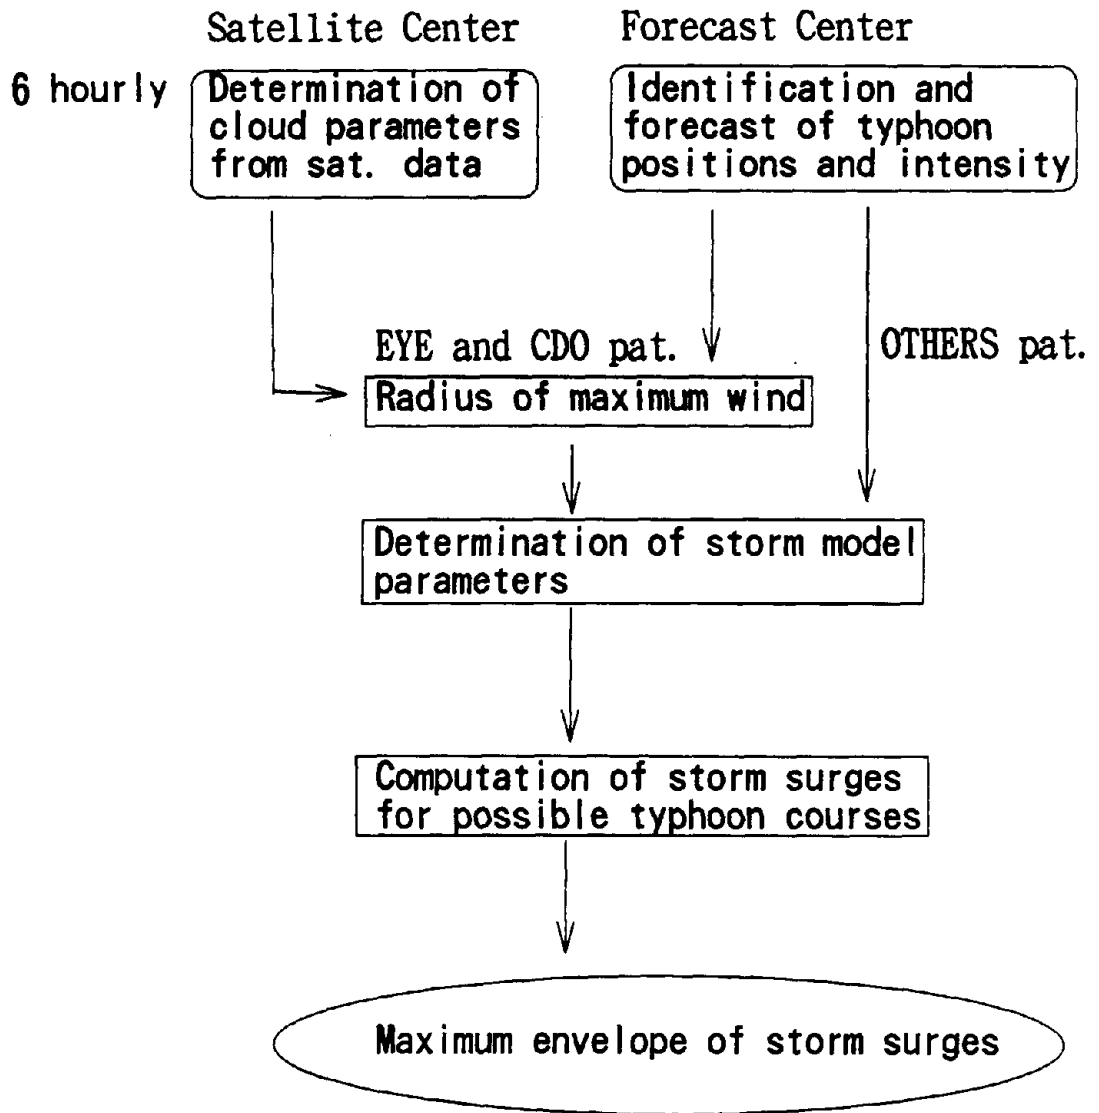 Satellite Center
Forecast Center
6 hourly
Determination of
cloud parameters
from sat. data
Identification and
forecast of typhoon
positions and intensity
EYE and CDO pat.
OTHERS pat.
Radius of maximum wind
Determination of storm model
parameters
Computation of storm surges
for possible typhoon courses
Maximum envelope of storm surges